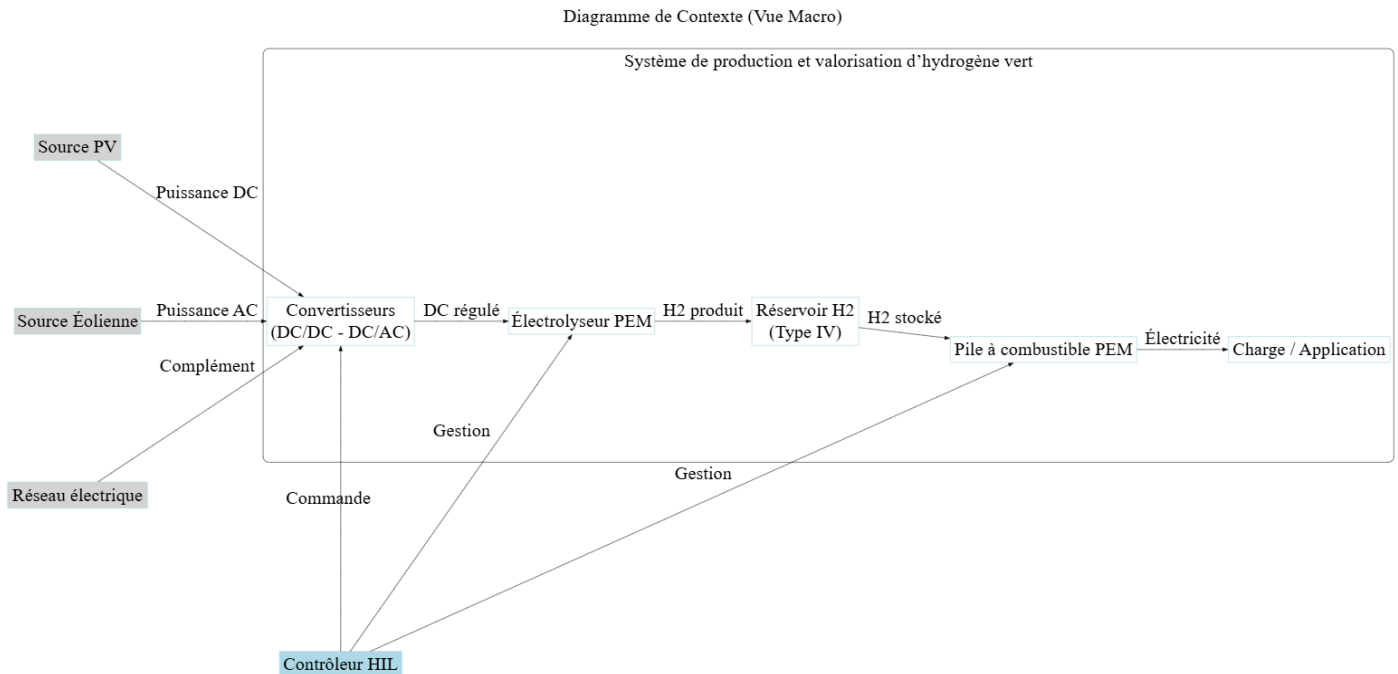 Diagramme de Contexte (Vue Macro)
Système de production et valorisation d’hydrogène vert
Source PV
Puissance DC
Source Éolienne
Puissance AC
Convertisseurs
(DC/DC - DC/AC)
DC régulé
Électrolyseur PEM
H2 produit
Réservoir H2
(Type IV)
H2 stocké
Pile à combustible PEM
Électricité
Charge / Application
Complément
Gestion
Gestion
Réseau électrique
Commande
Contrôleur HIL